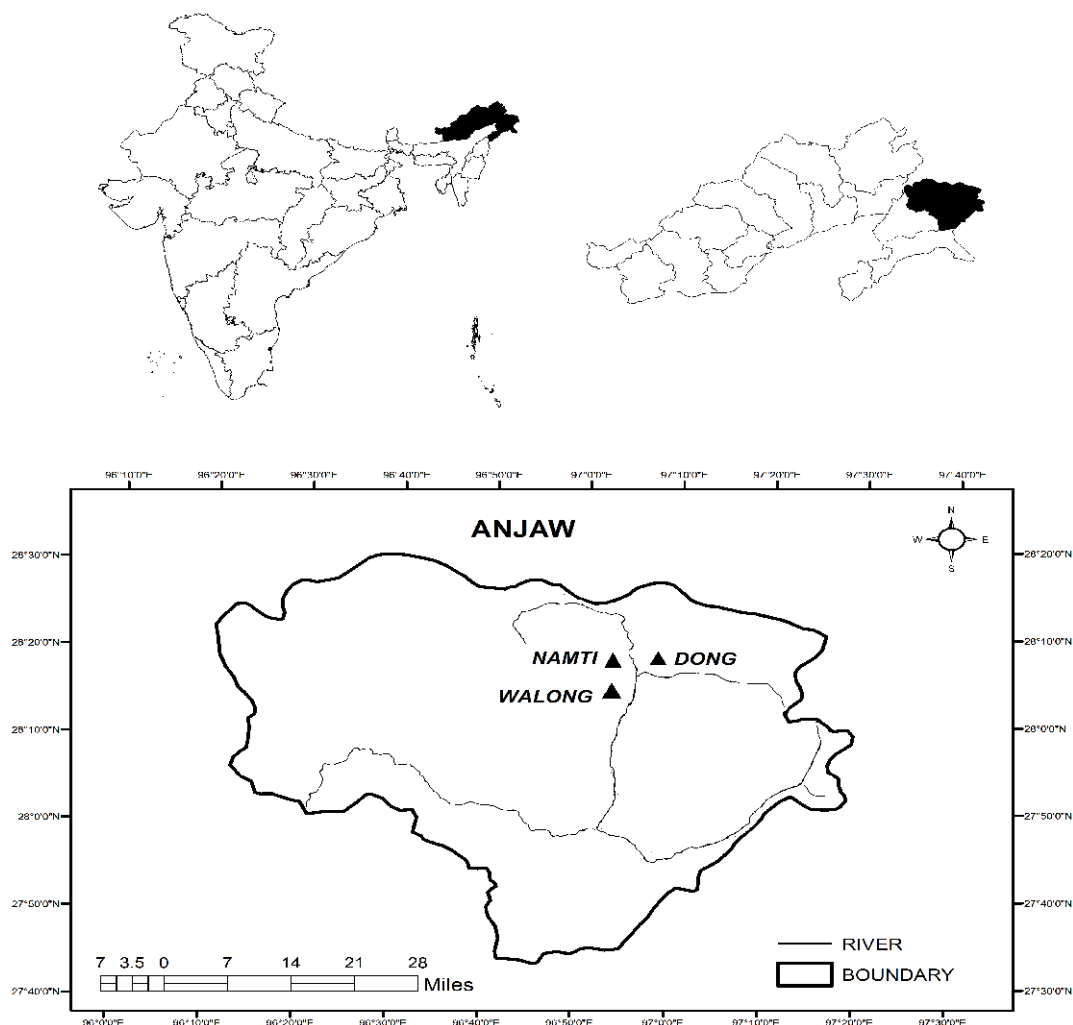 96°10'0"E 96°20'0"E 96°30'0"E 96°40'0"E 96°50'0"E 97°0'0"E 97°10'0"E 97°20'0"E 97°30'0"E 97°40'0"E
ANJAW
N
W E
S
28°30'0"N 28°20'0"N
28°20'0"N 28°10'0"N
NAMTI DONG
WALONG
28°10'0"N 28°0'0"N
28°0'0"N 27°50'0"N
27°50'0"N 27°40'0"N
RIVER
7 3.5 0 7 14 21 28
Miles
BOUNDARY
27°40'0"N 27°30'0"N
96°0'0"E 96°10'0"E 96°20'0"E 96°30'0"E 96°40'0"E 96°50'0"E 97°0'0"E 97°10'0"E 97°20'0"E 97°30'0"E